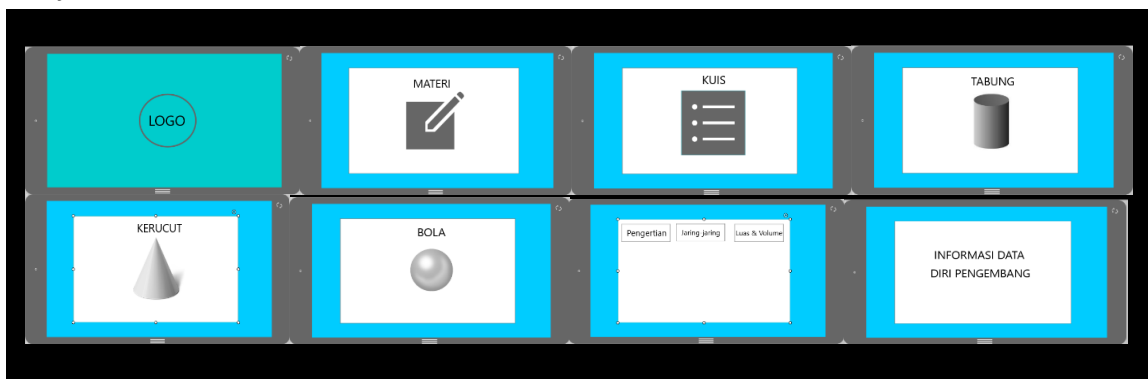 LOGO
MATERI
KUIS
TABUNG
KERUCUT
BOLA
Pengertian
Jaring-jaring
Luas & Volume
INFORMASI DATA
DIRI PENGEMBANG